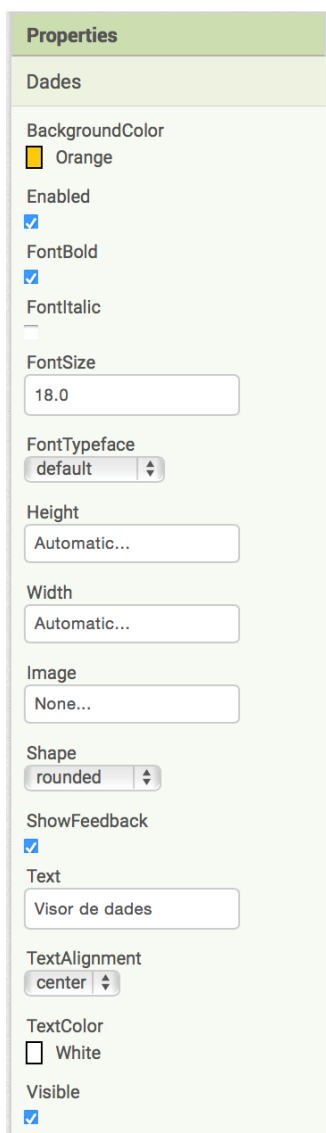 Properties
Dades
BackgroundColor
Orange
Enabled
FontBold
FontItalic
FontSize
18.0
FontTypeface
default
Height
Automatic...
Width
Automatic...
Image
None...
Shape
rounded
ShowFeedback
Text
Visor de dades
TextAlignment
center
TextColor
White
Visible